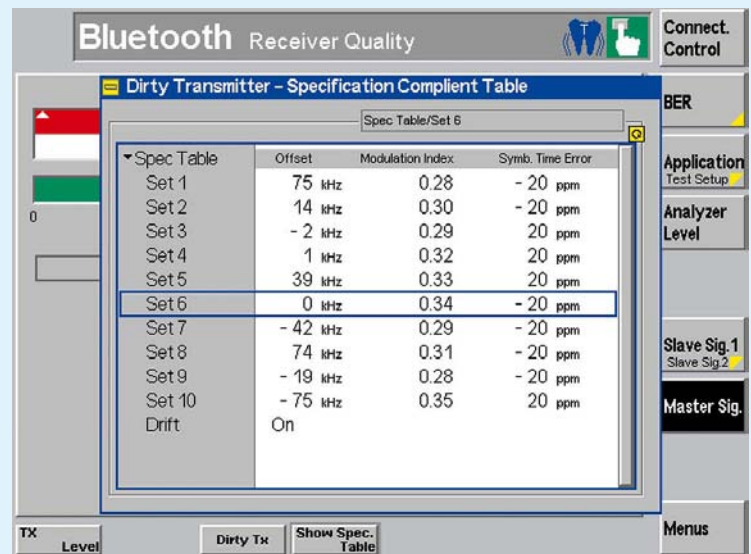 Bluetooth Receiver Quality
Connect. Control
Dirty Transmitter – Specification Complient Table
Spec Table/Set 6
Spec Table Offset Modulation Index Symb. Time Error
Set 1 75 kHz 0.28 - 20 ppm
Set 2 14 kHz 0.30 - 20 ppm
Set 3 - 2 kHz 0.29 20 ppm
Set 4 1 kHz 0.32 20 ppm
Set 5 39 kHz 0.33 20 ppm
Set 6 0 kHz 0.34 - 20 ppm
Set 7 - 42 kHz 0.29 - 20 ppm
Set 8 74 kHz 0.31 - 20 ppm
Set 9 - 19 kHz 0.28 - 20 ppm
Set 10 - 75 kHz 0.35 20 ppm
Drift On
0
BER
Application
Test Setup
Analyzer
Level
Slave Sig.1
Slave Sig.2
Master Sig.
Menus
TX
Level
Dirty Tx
Show Spec.
Table